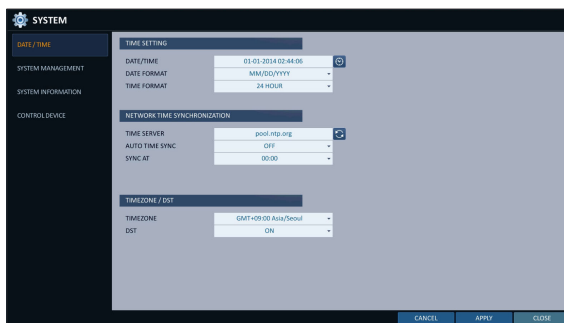 SYSTEM
DATE / TIME
SYSTEM MANAGEMENT
SYSTEM INFORMATION
CONTROL DEVICE
TIME SETTING
DATE/TIME 01-01-2014 02:44:06
DATE FORMAT MM/DD/YYYY
TIME FORMAT 24 HOUR
NETWORK TIME SYNCHRONIZATION
TIME SERVER pool.ntp.org
AUTO TIME SYNC OFF
SYNC AT 00:00
TIMEZONE / DST
TIMEZONE GMT+09:00 Asia/Seoul
DST ON
CANCEL APPLY CLOSE